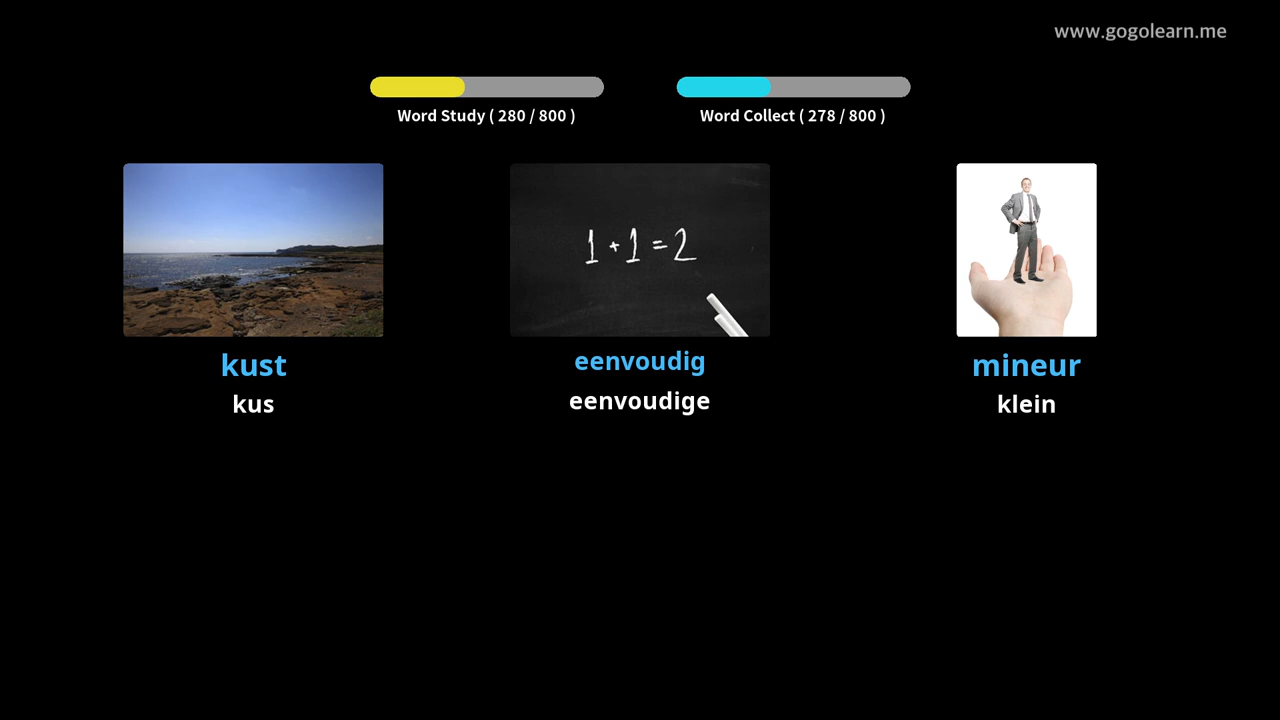 www.gogolearn.me
Word Study ( 280 / 800 )
Word Collect ( 278 / 800 )
1 + 1 = 2
kust
eenvoudig
mineur
kus
eenvoudige
klein